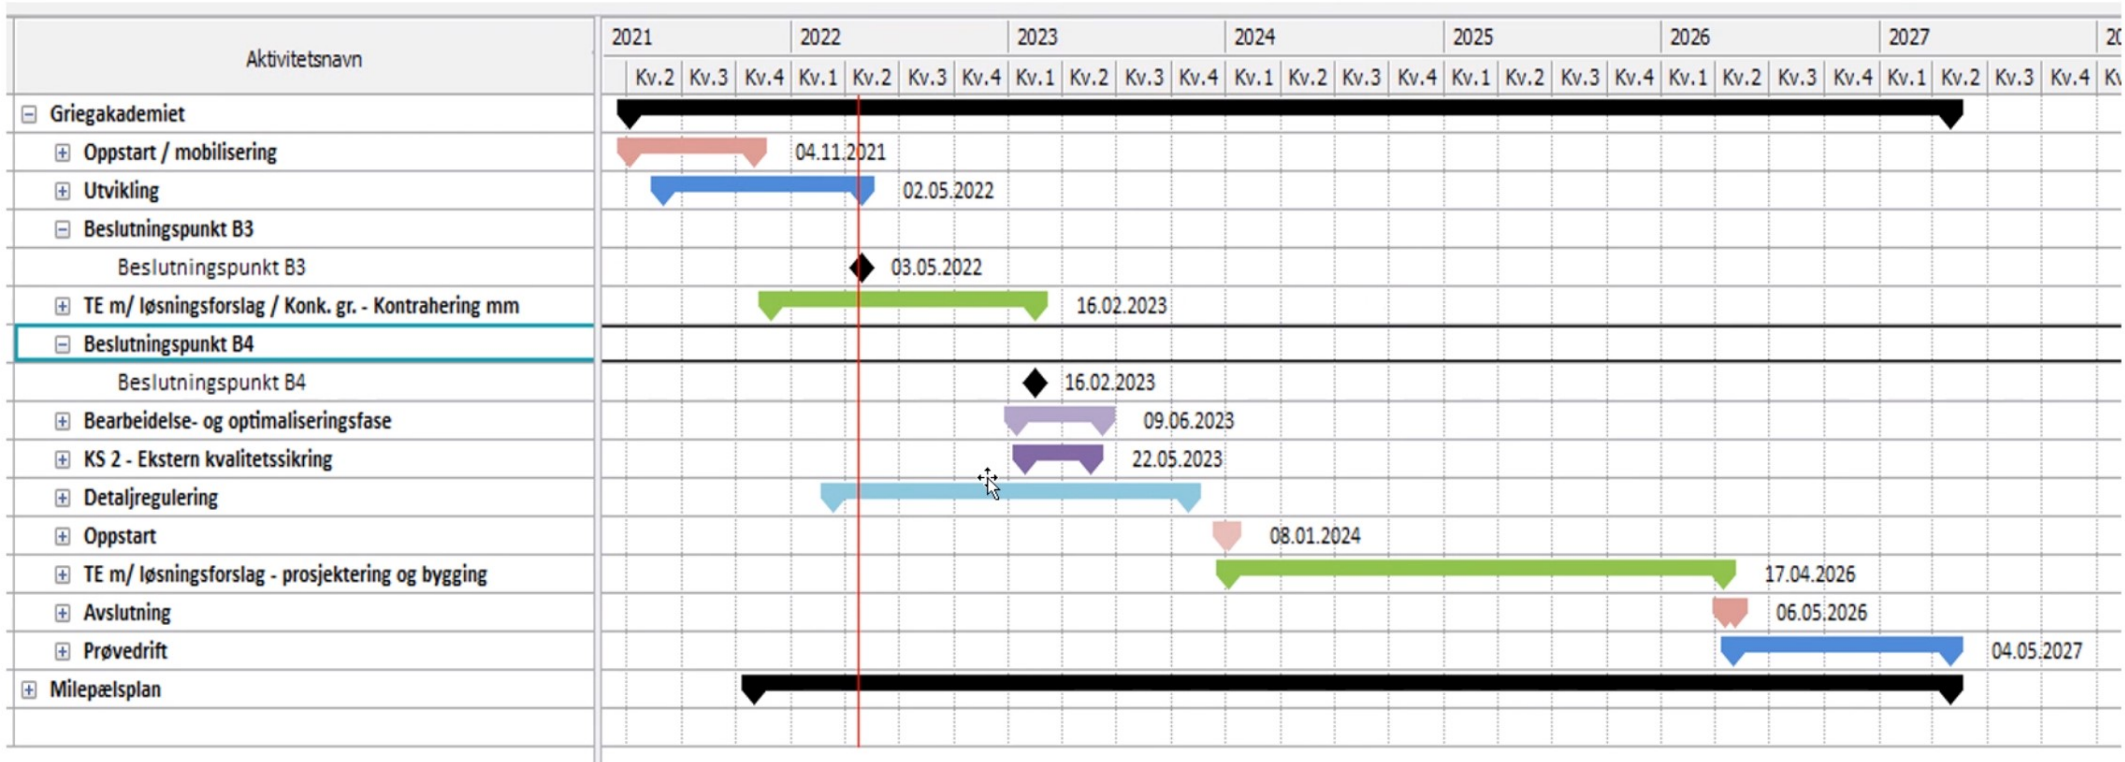 Aktivitetsnavn
2021 2022 2023 2024 2025 2026 2027
Kv.2 Kv.3 Kv.4 Kv.1 Kv.2 Kv.3 Kv.4 Kv.1 Kv.2 Kv.3 Kv.4 Kv.1 Kv.2 Kv.3 Kv.4 Kv.1 Kv.2 Kv.3 Kv.4 Kv.1 Kv.2 Kv.3 Kv.4 Kv.1 Kv.2 Kv.3 Kv.4
Griegakademiet
Oppstart / mobilisering 04.11.2021
Utvikling 02.05.2022
Beslutningspunkt B3
Beslutningspunkt B3 03.05.2022
TE m/ løsningsforslag / Konk. gr. - Kontrahering mm 16.02.2023
Beslutningspunkt B4
Beslutningspunkt B4 16.02.2023
Bearbeidelse- og optimaliseringsfase 09.06.2023
KS 2 - Ekstern kvalitetssikring 22.05.2023
Detaljregulering
Oppstart 08.01.2024
TE m/ løsningsforslag - prosjektering og bygging 17.04.2026
Avslutning 06.05.2026
Prøvedrift 04.05.2027
Milepælsplan